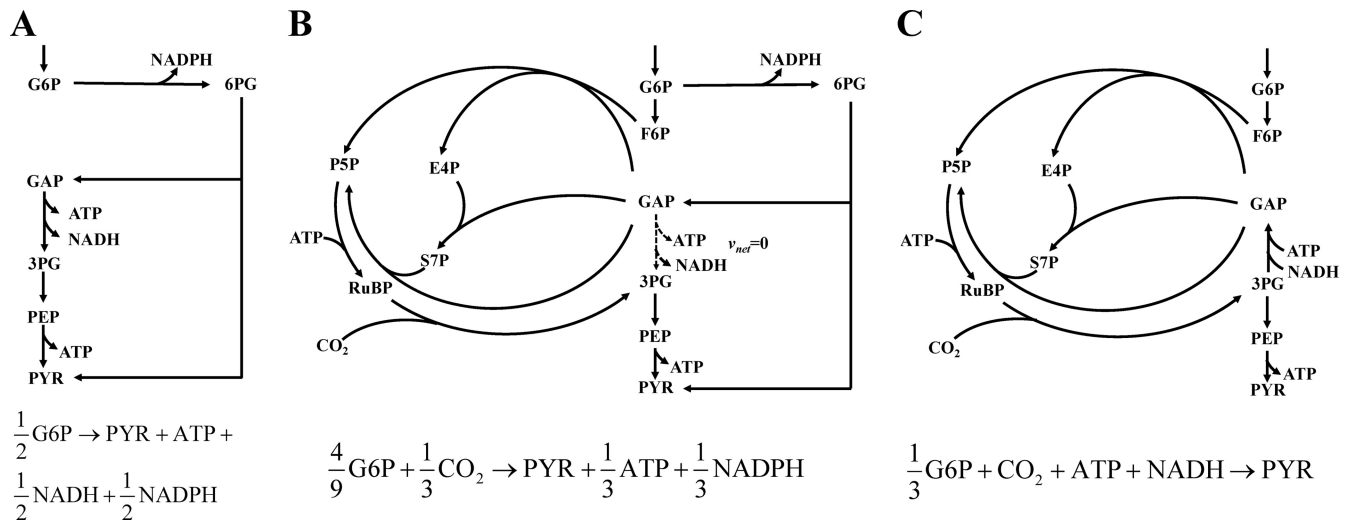 A
NADPH
G6P
6PG
GAP
ATP
NADH
3PG
PEP
ATP
PYR
1/2 G6P → PYR + ATP +
1/2 NADH + 1/2 NADPH
B
NADPH
G6P
6PG
F6P
P5P
E4P
GAP
ATP
ATP
v_net=0
S7P
NADH
RuBP
3PG
CO₂
PEP
ATP
PYR
4/9 G6P + 1/3 CO₂ → PYR + 1/3 ATP + 1/3 NADPH
C
G6P
F6P
P5P
E4P
GAP
ATP
ATP
S7P
NADH
RuBP
3PG
CO₂
PEP
ATP
PYR
1/3 G6P + CO₂ + ATP + NADH → PYR